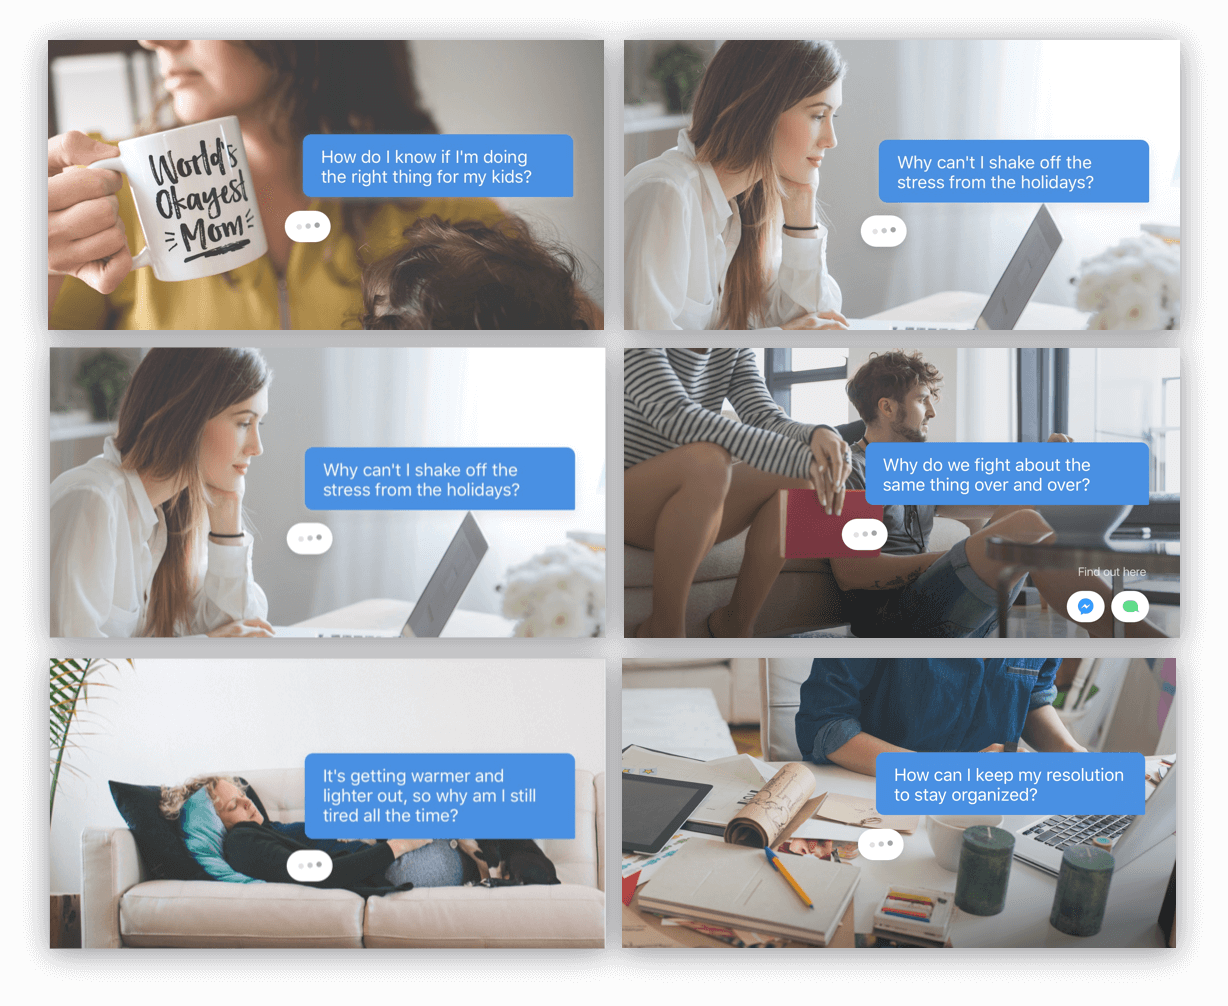 World's
Okayest
Mom
How do I know if I'm doing
the right thing for my kids?
Why can't I shake off the
stress from the holidays?
Why can't I shake off the
stress from the holidays?
Why do we fight about the
same thing over and over?
Find out here
It's getting warmer and
lighter out, so why am I still
tired all the time?
How can I keep my resolution
to stay organized?